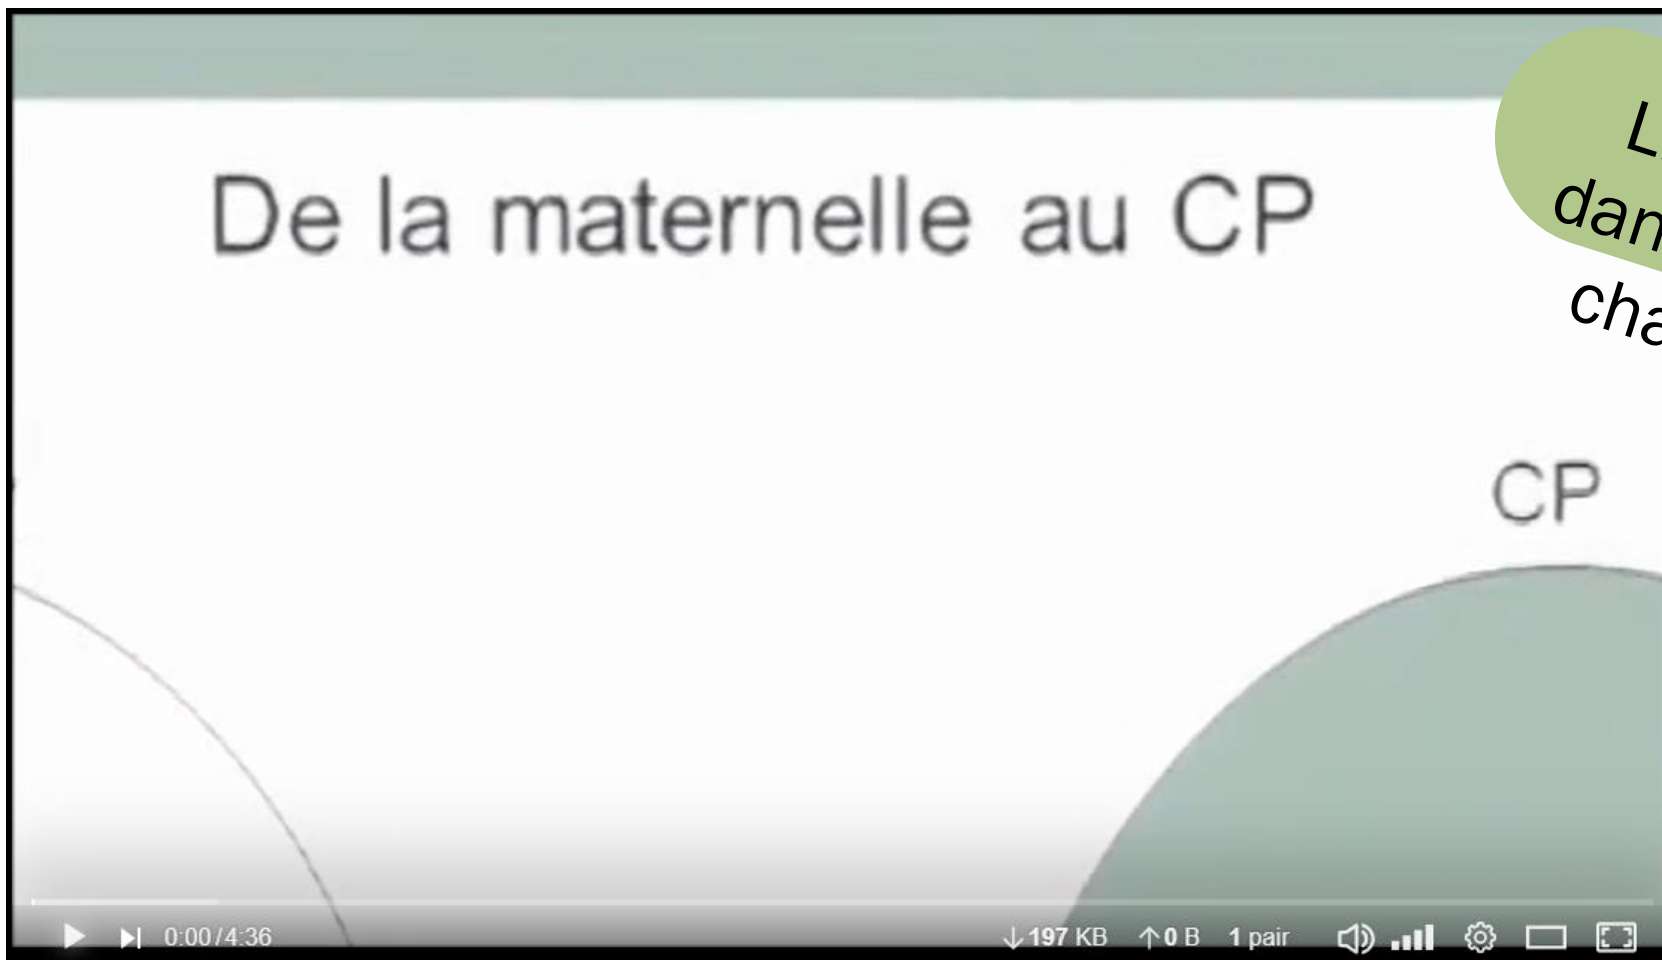 De la maternelle au CP
CP
0:00/4:36
↓197 KB ↑0 B 1 pair